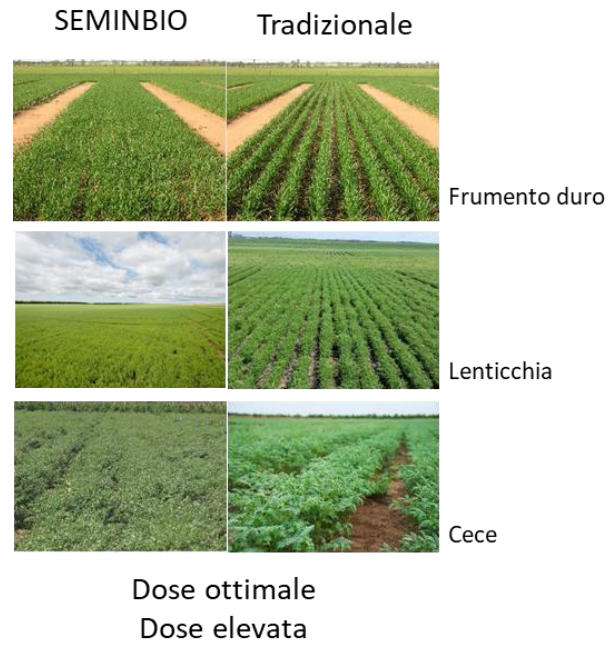 SEMINBIO
Tradizionale
Frumento duro
Lenticchia
Cece
Dose ottimale
Dose elevata